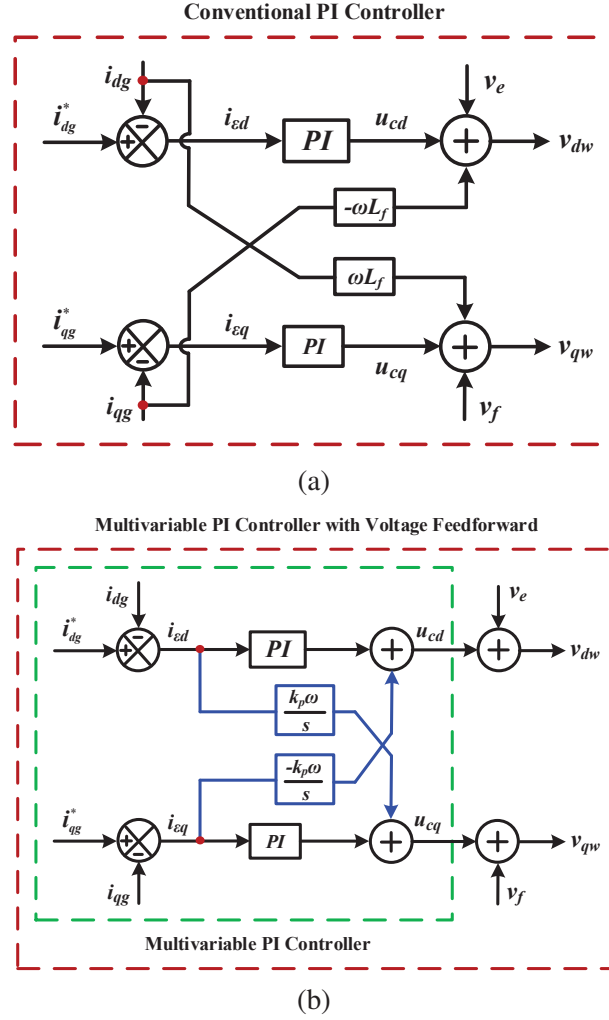 Conventional PI Controller
i_dg
v_e
i*_dg
i_εd
PI
u_cd
v_dw
-ωL_f
ωL_f
i*_qg
i_εq
PI
v_qw
u_cq
i_qg
v_f
(a)
Multivariable PI Controller with Voltage Feedforward
i_dg
v_e
i*_dg
i_εd
PI
u_cd
v_dw
k_pω
s
-k_pω
s
i*_qg
i_εq
PI
u_cq
v_qw
i_qg
v_f
Multivariable PI Controller
(b)